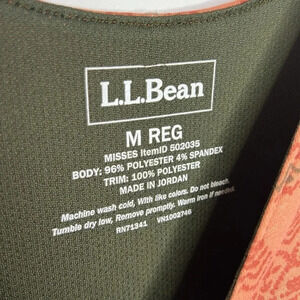 L.L.Bean
M REG
MISSES ItemID 502035
BODY: 96% POLYESTER 4% SPANDEX
TRIM: 100% POLYESTER
MADE IN JORDAN
Machine wash cold, With like colors. Do not bleach.
Tumble dry low, Remove promptly. Warm Iron if needed.
RN71341 VN1002746